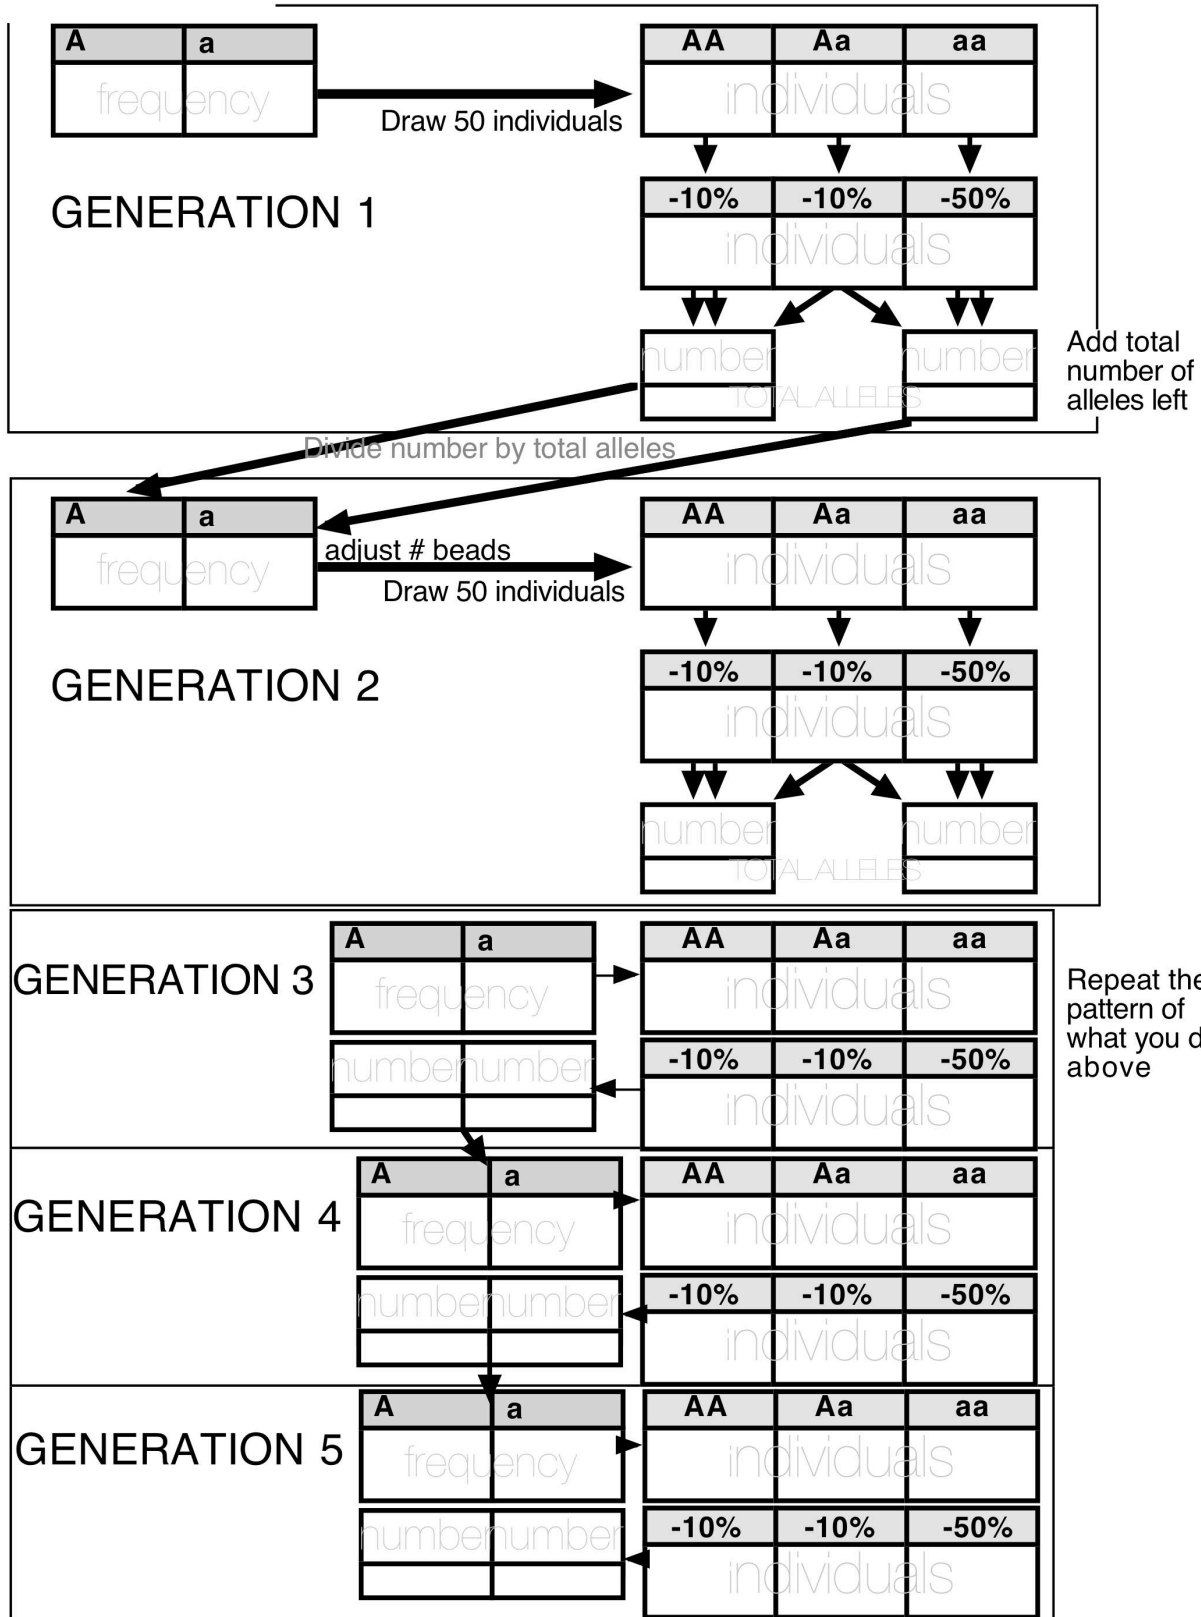 A a AA Aa aa
frequency individuals
Draw 50 individuals
GENERATION 1
-10% -10% -50%
individuals
number number
TOTAL ALLELES
Add total
number of
alleles left
Divide number by total alleles
A a AA Aa aa
frequency individuals
adjust # beads
Draw 50 individuals
GENERATION 2
-10% -10% -50%
individuals
number number
TOTAL ALLELES
A a AA Aa aa
GENERATION 3
frequency individuals
Repeat the
pattern of
what you d
above
number number -10% -10% -50%
individuals
A a AA Aa aa
GENERATION 4
frequency individuals
number number -10% -10% -50%
individuals
A a AA Aa aa
GENERATION 5
frequency individuals
number number -10% -10% -50%
individuals